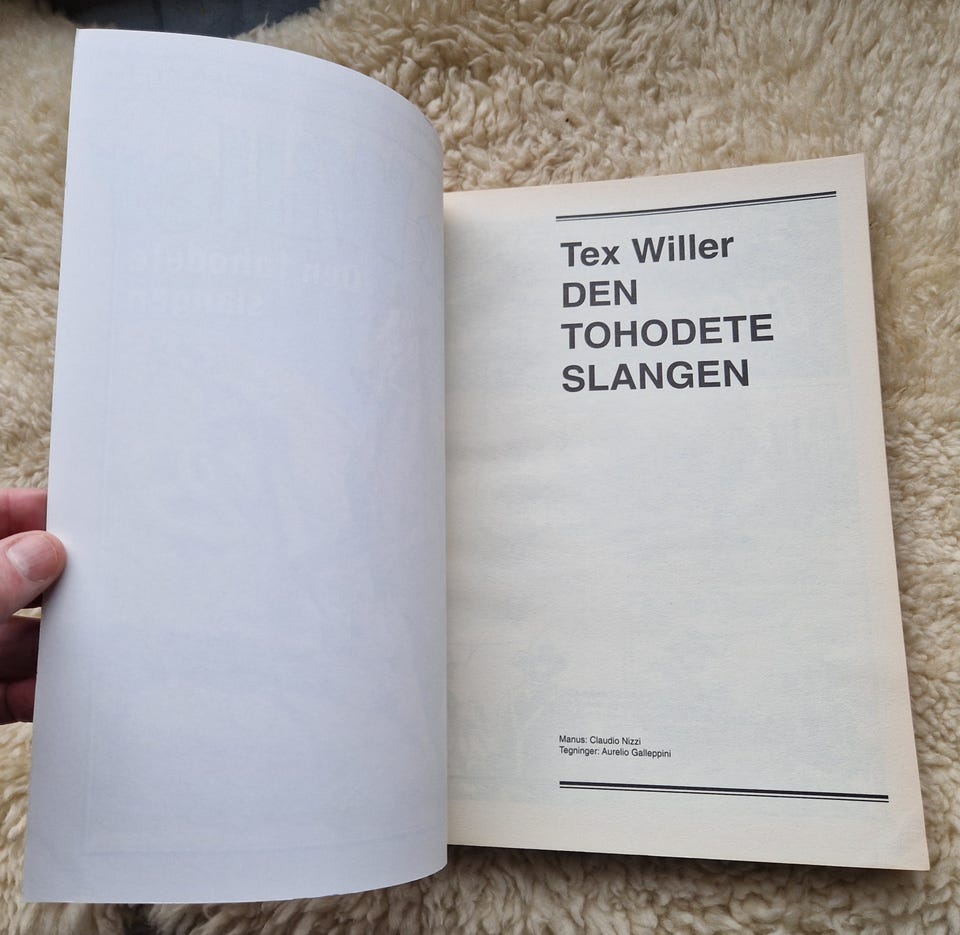 Tex Willer
DEN
TOHODETE
SLANGEN
Manus: Claudio Nizzi
Tegninger: Aurelio Galleppini